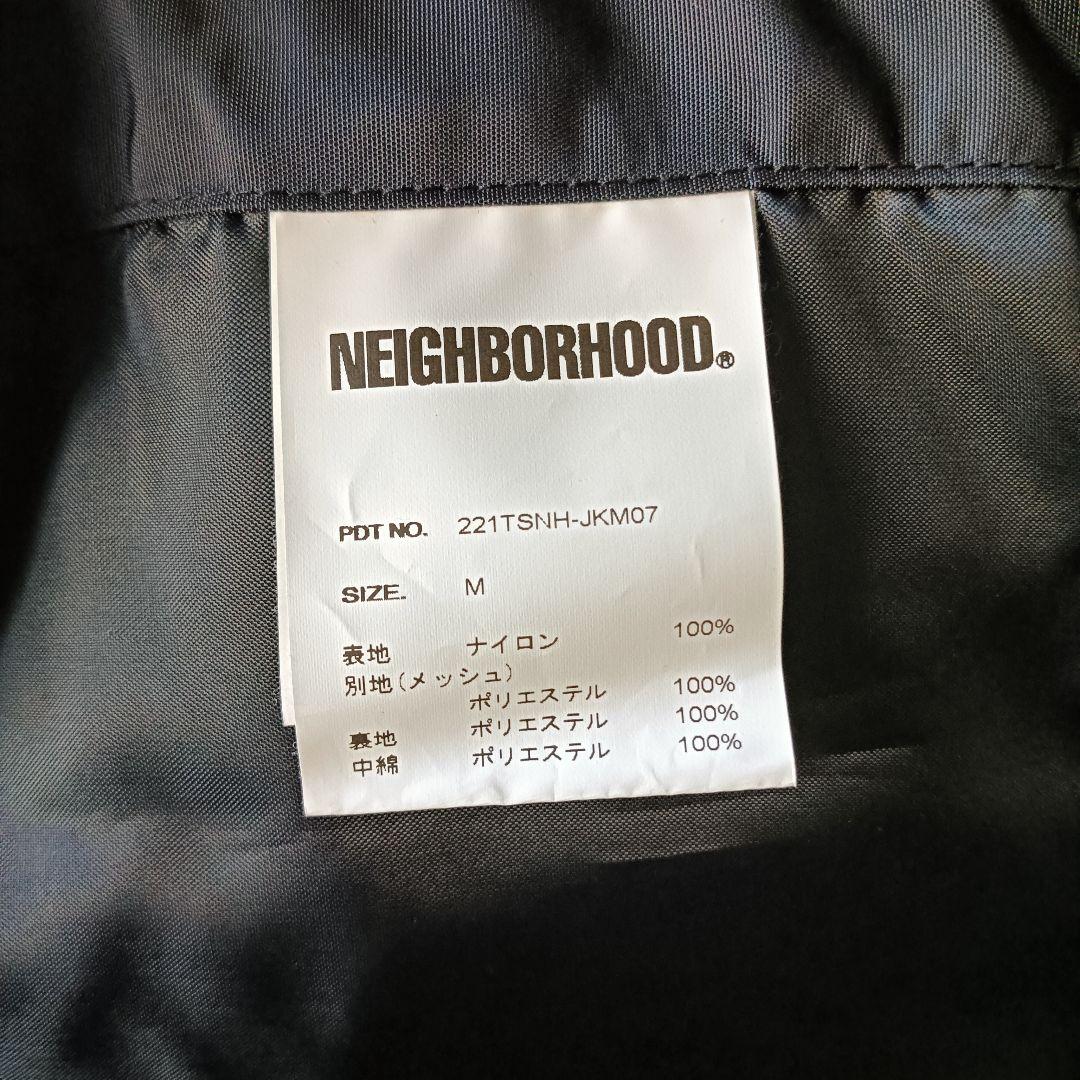 NEIGHBORHOOD®
PDT NO. 221TSNH-JKM07
SIZE. M
表地 ナイロン 100%
別地(メッシュ)
ポリエステル 100%
裏地 ポリエステル 100%
中綿 ポリエステル 100%